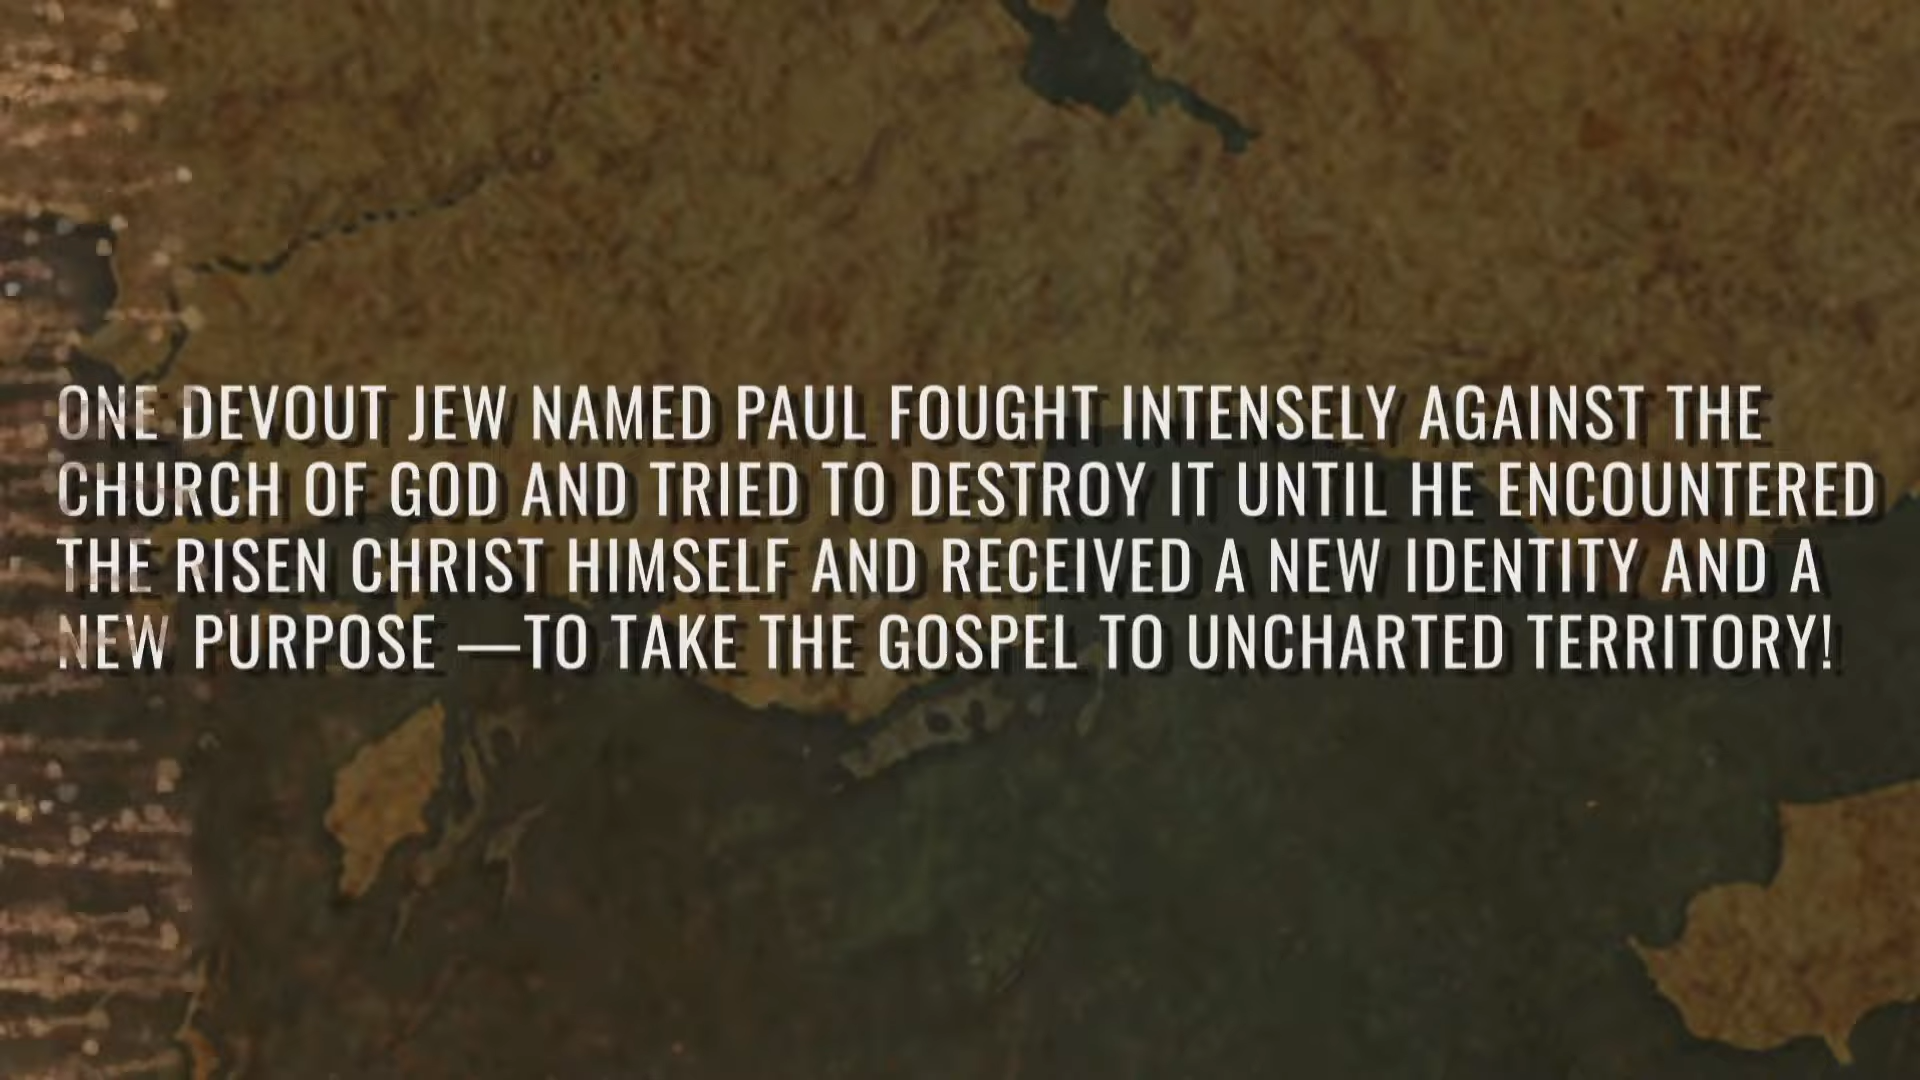 ONE DEVOUT JEW NAMED PAUL FOUGHT INTENSELY AGAINST THE
CHURCH OF GOD AND TRIED TO DESTROY IT UNTIL HE ENCOUNTERED
THE RISEN CHRIST HIMSELF AND RECEIVED A NEW IDENTITY AND A
NEW PURPOSE —TO TAKE THE GOSPEL TO UNCHARTED TERRITORY!